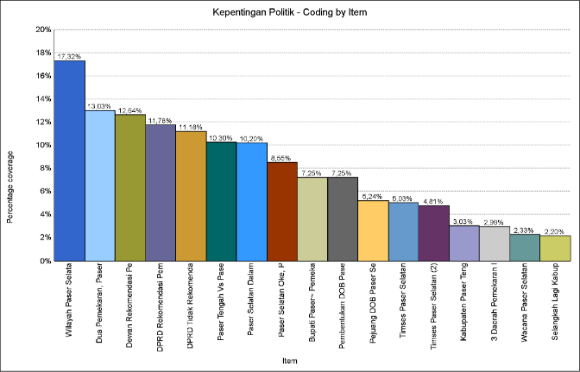 Kepentingan Politik - Coding by Item
Percentage coverage
20%
18%
16%
14%
12%
10%
8%
6%
4%
2%
0%
17,32%
13,03%
12,64%
11,78%
11,18%
10,30%
10,20%
8,55%
7,25%
7,25%
5,24%
5,03%
4,81%
3,03%
2,99%
2,33%
2,20%
Wilayah Paser Selata
Dua Pemekaran, Paser
Dewan Rekomendasi Pe
DPRD Rekomendasi Pem
DPRD Tidak Rekomenda
Paser Tengah Vs Pase
Paser Selatan Dalam
Paser Selatan Oke, P
Bupati Paser~ Pemeka
Pembentukan DOB Pase
Pejuang DOB Paser Se
Timses Paser Selatan
Timses Paser Selatan (2)
Kabupaten Paser Teng
3 Daerah Pemekaran I
Wacana Paser Selatan
Selangkah Lagi Kabup
Item